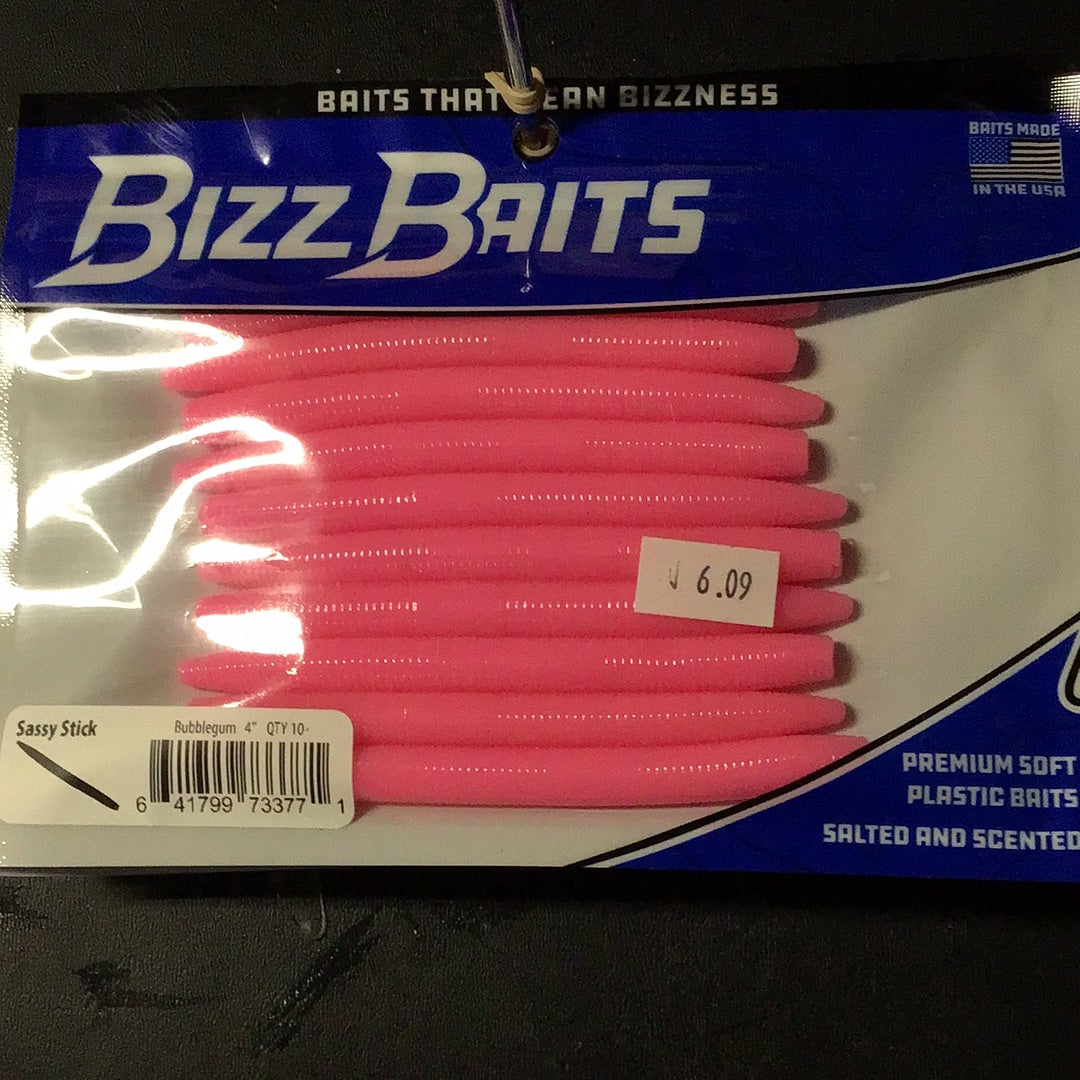 BAITS THAT MEAN BIZZNESS
BAITS MADE
IN THE USA
BIZZ BAITS
6.09
Sassy Stick
Bubblegum 4" QTY 10-
6 41799 73377 1
PREMIUM SOFT
PLASTIC BAITS
SALTED AND SCENTED